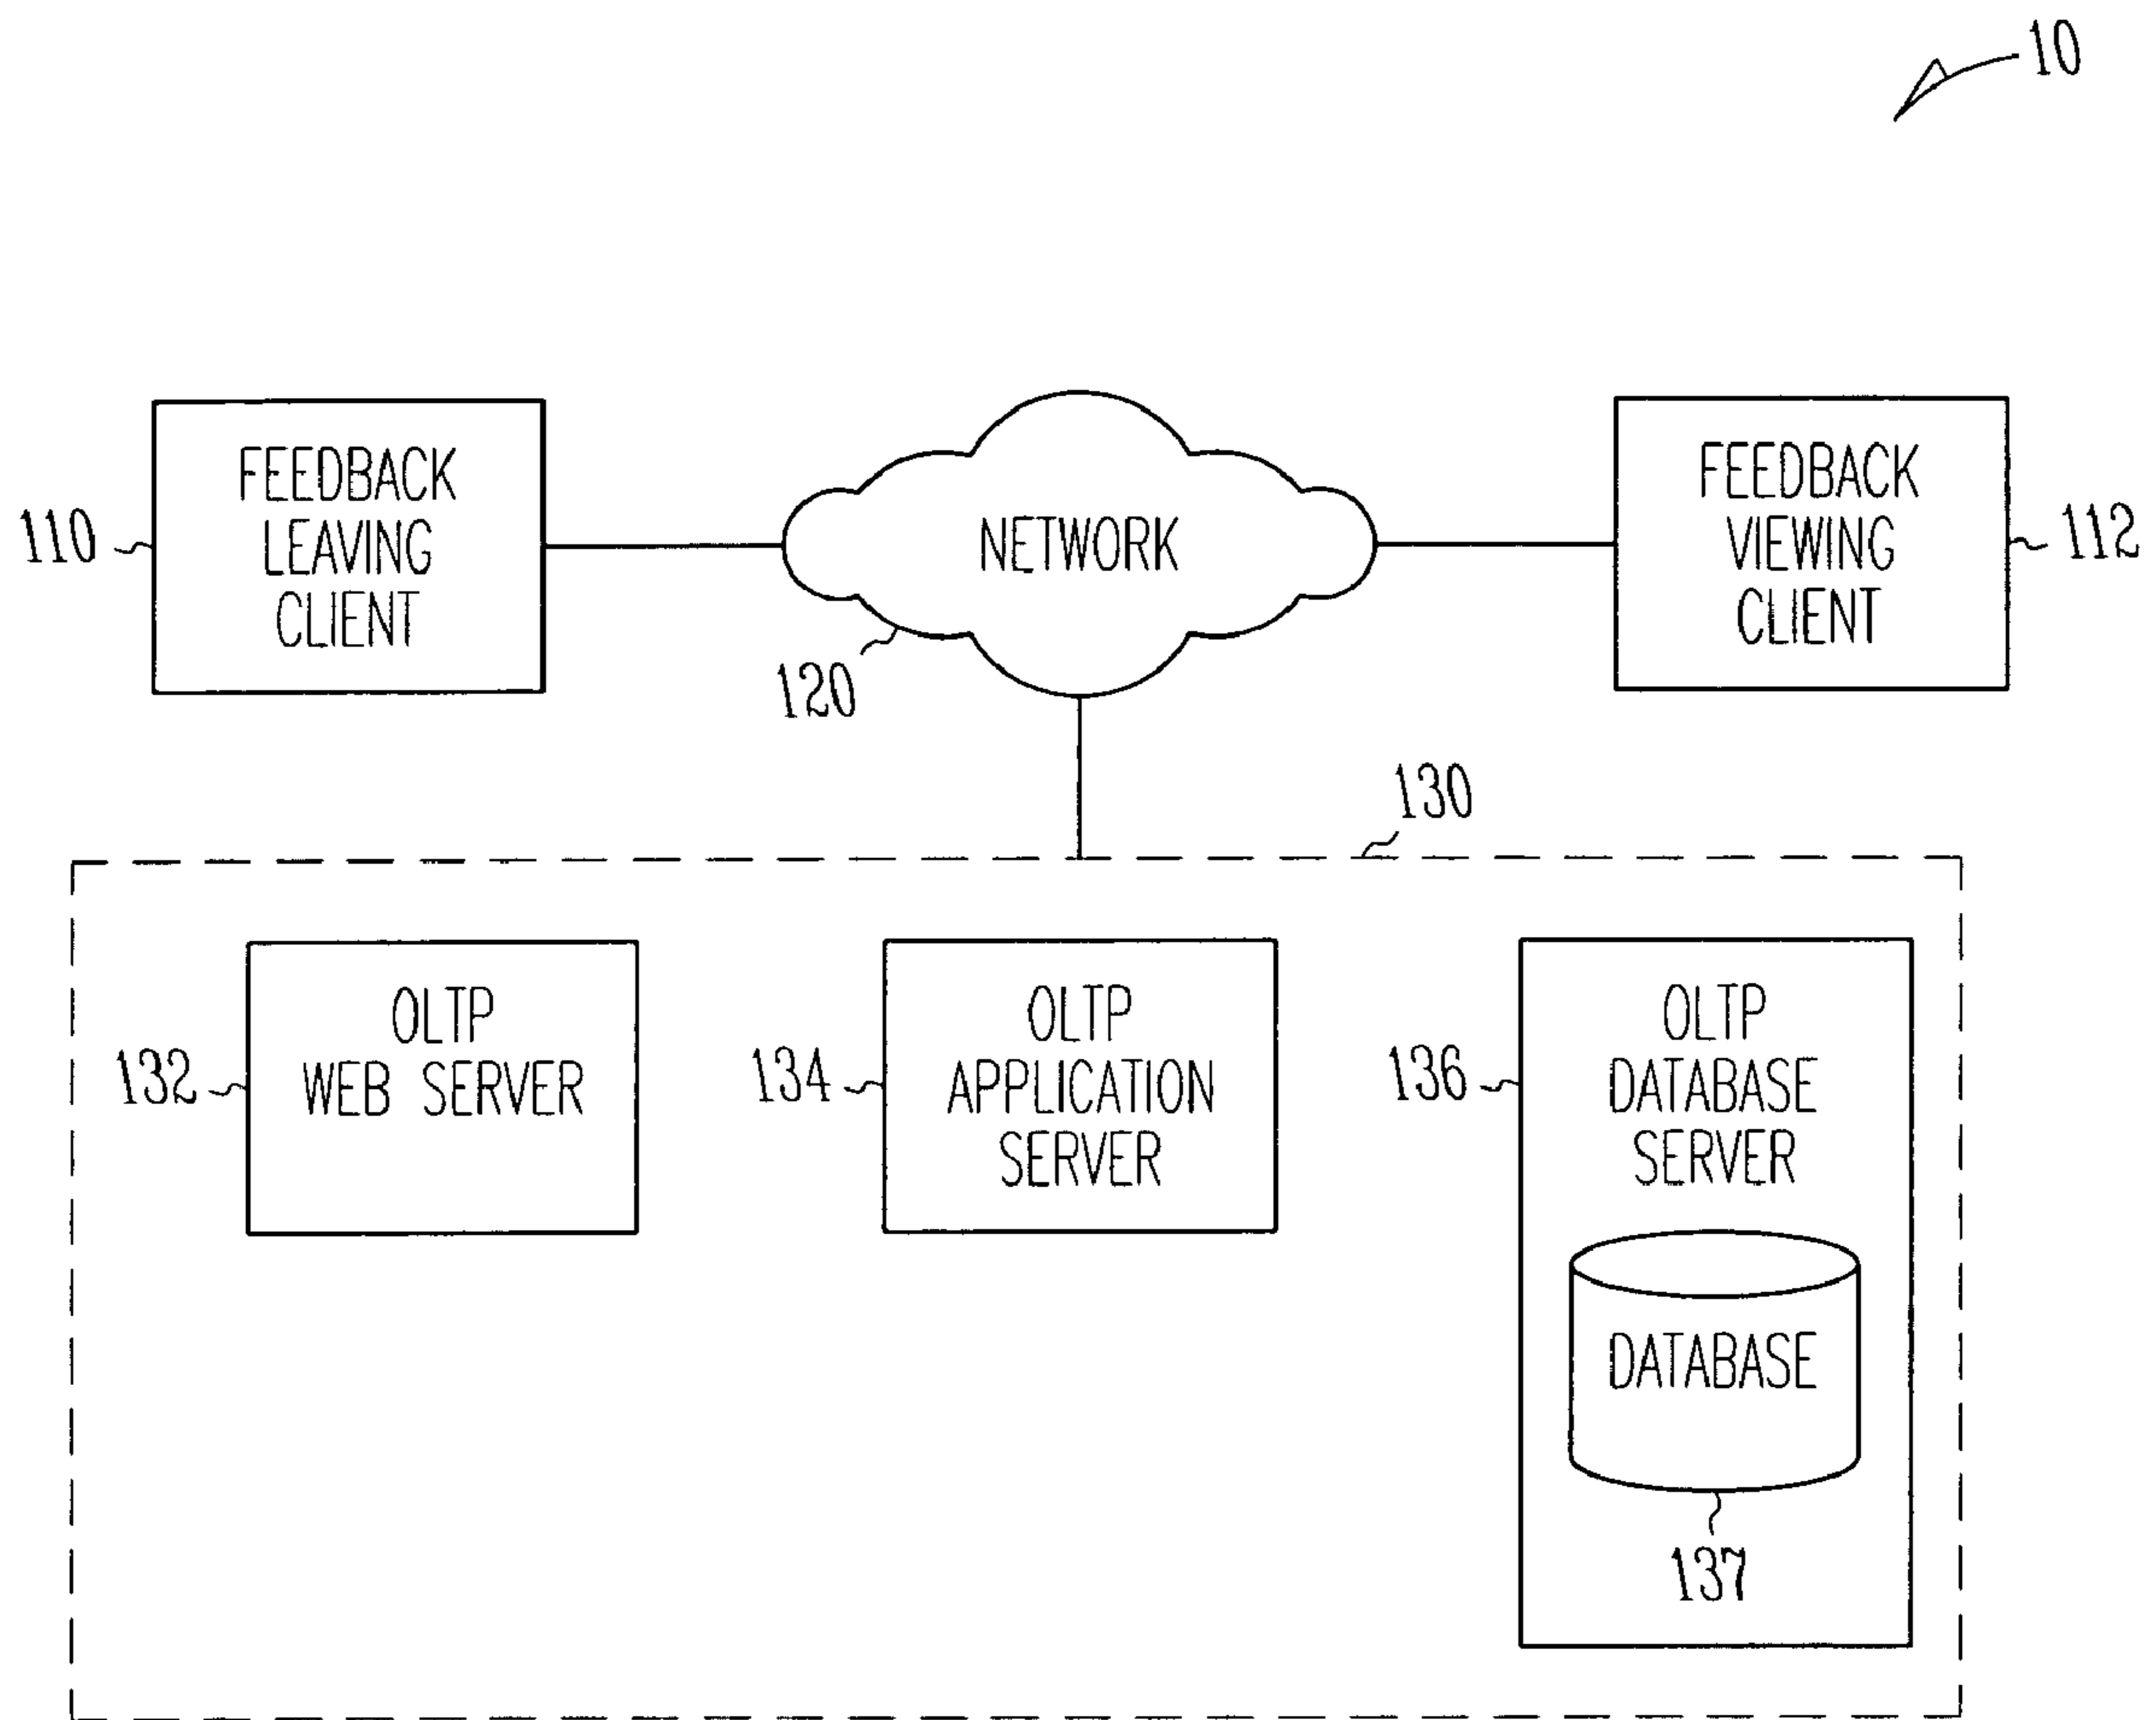 10
FEEDBACK
LEAVING
CLIENT
110
NETWORK
120
FEEDBACK
VIEWING
CLIENT
112
130
OLTP
WEB SERVER
132
OLTP
APPLICATION
SERVER
134
OLTP
DATABASE
SERVER
136
DATABASE
137